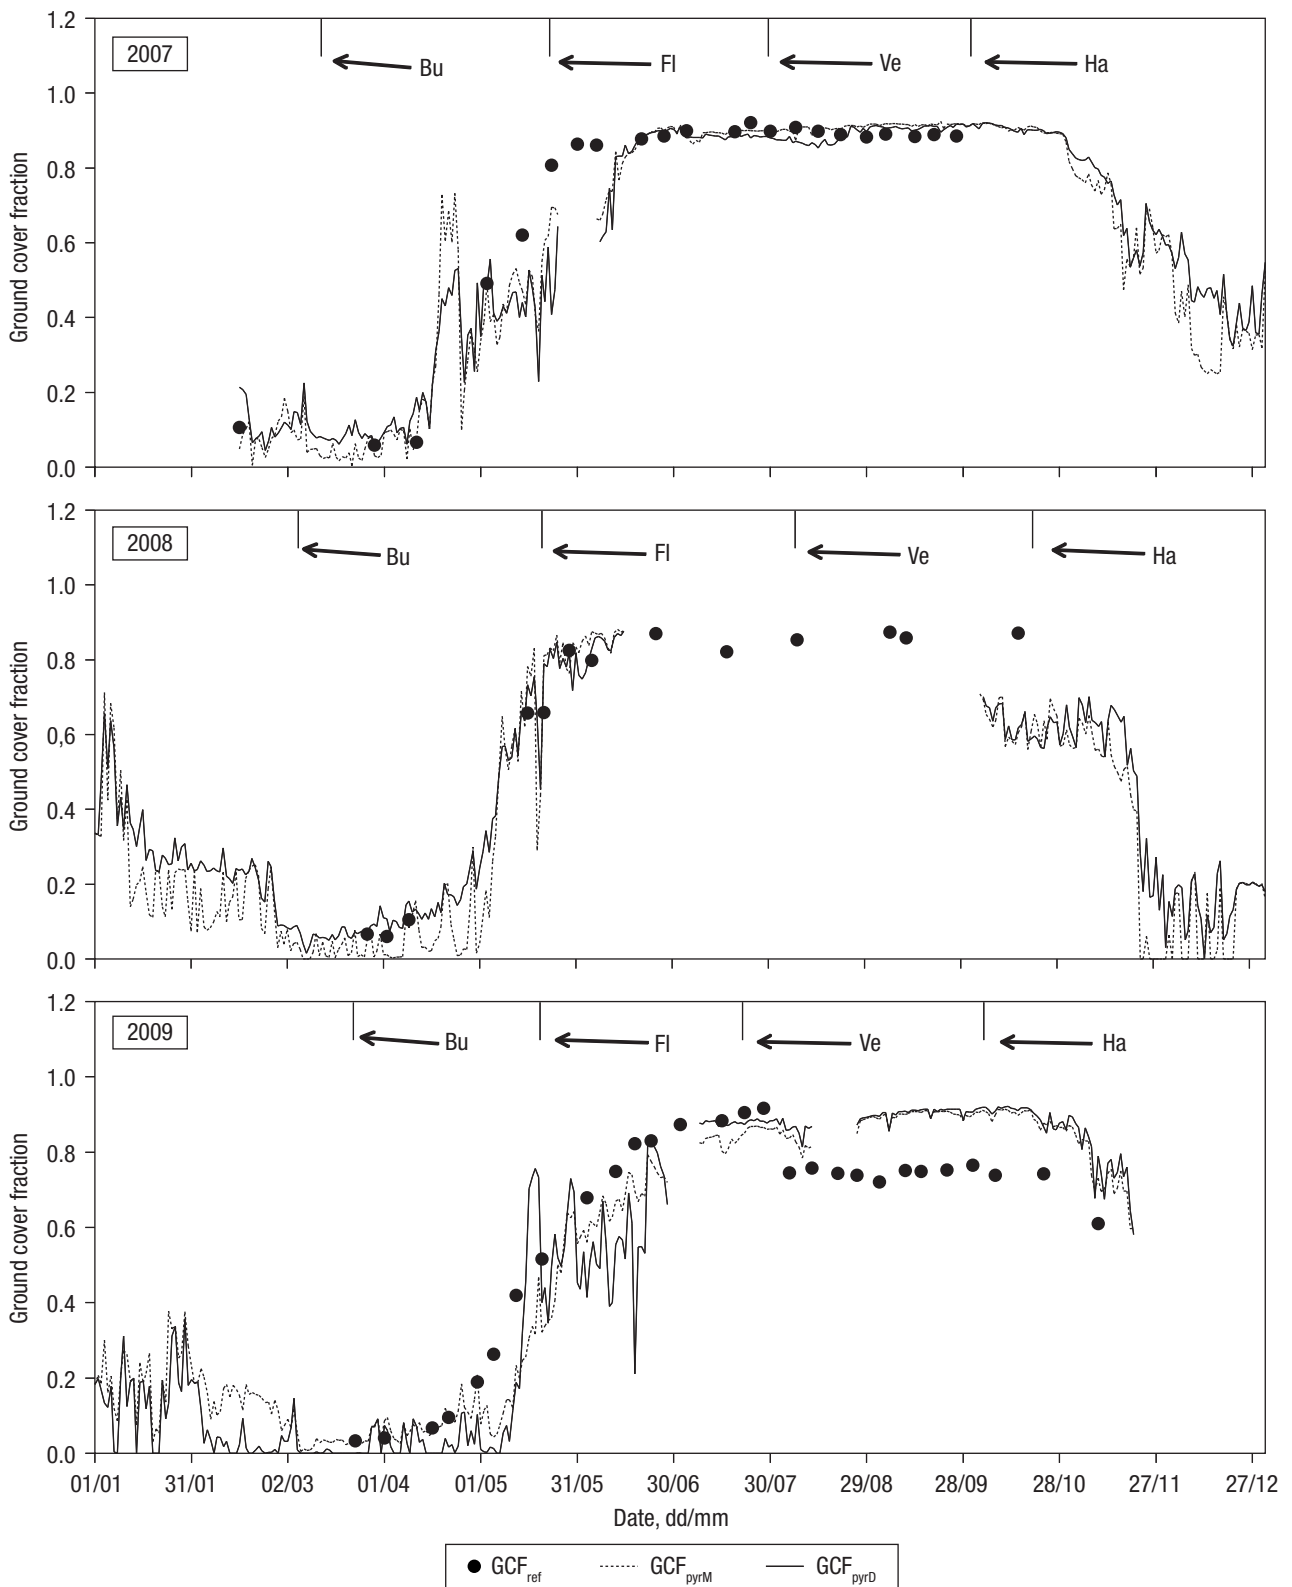 1.2
2007
Bu
Fl
Ve
Ha
1.0
0.8
0.6
0.4
0.2
0.0
Ground cover fraction
1.2
2008
Bu
Fl
Ve
Ha
1.0
0.8
0,6
0.4
0.2
0.0
Ground cover fraction
1.2
2009
Bu
Fl
Ve
Ha
1.0
0.8
0.6
0.4
0.2
0.0
Ground cover fraction
01/01 31/01 02/03 01/04 01/05 31/05 30/06 30/07 29/08 28/09 28/10 27/11 27/12
Date, dd/mm
GCFref GCFpyrM GCFpyrD